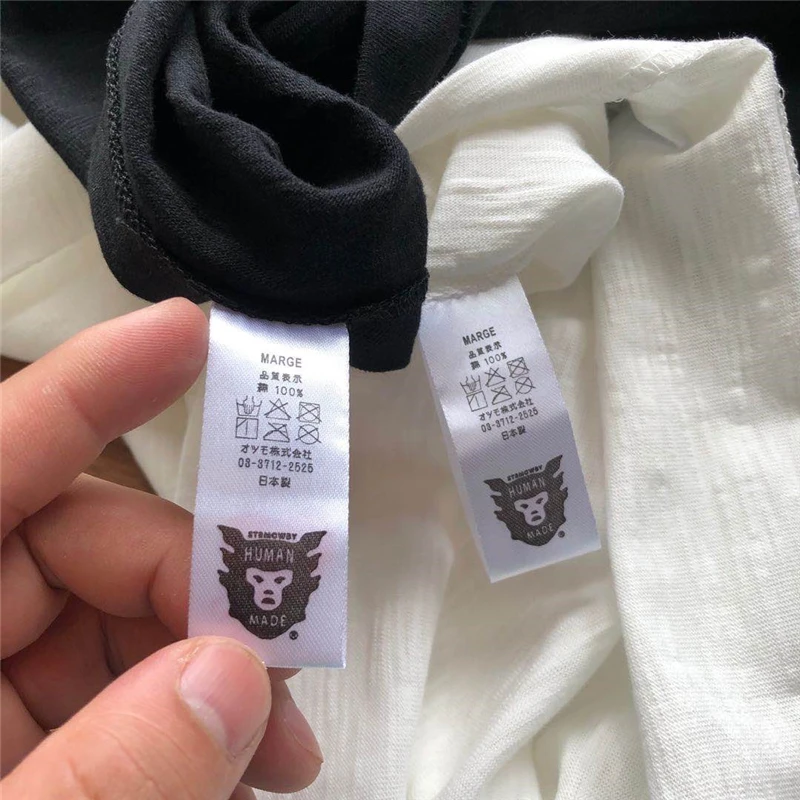 MARGE
品質表示
綿 100%
オツモ株式会社
03-3712-2525
日本製
STRMCWBY
HUMAN
MADE
®
MARGE
品質表示
綿 100%
オツモ株式会社
03-3712-2525
日本製
STRMCWBY
HUMAN
MADE
®